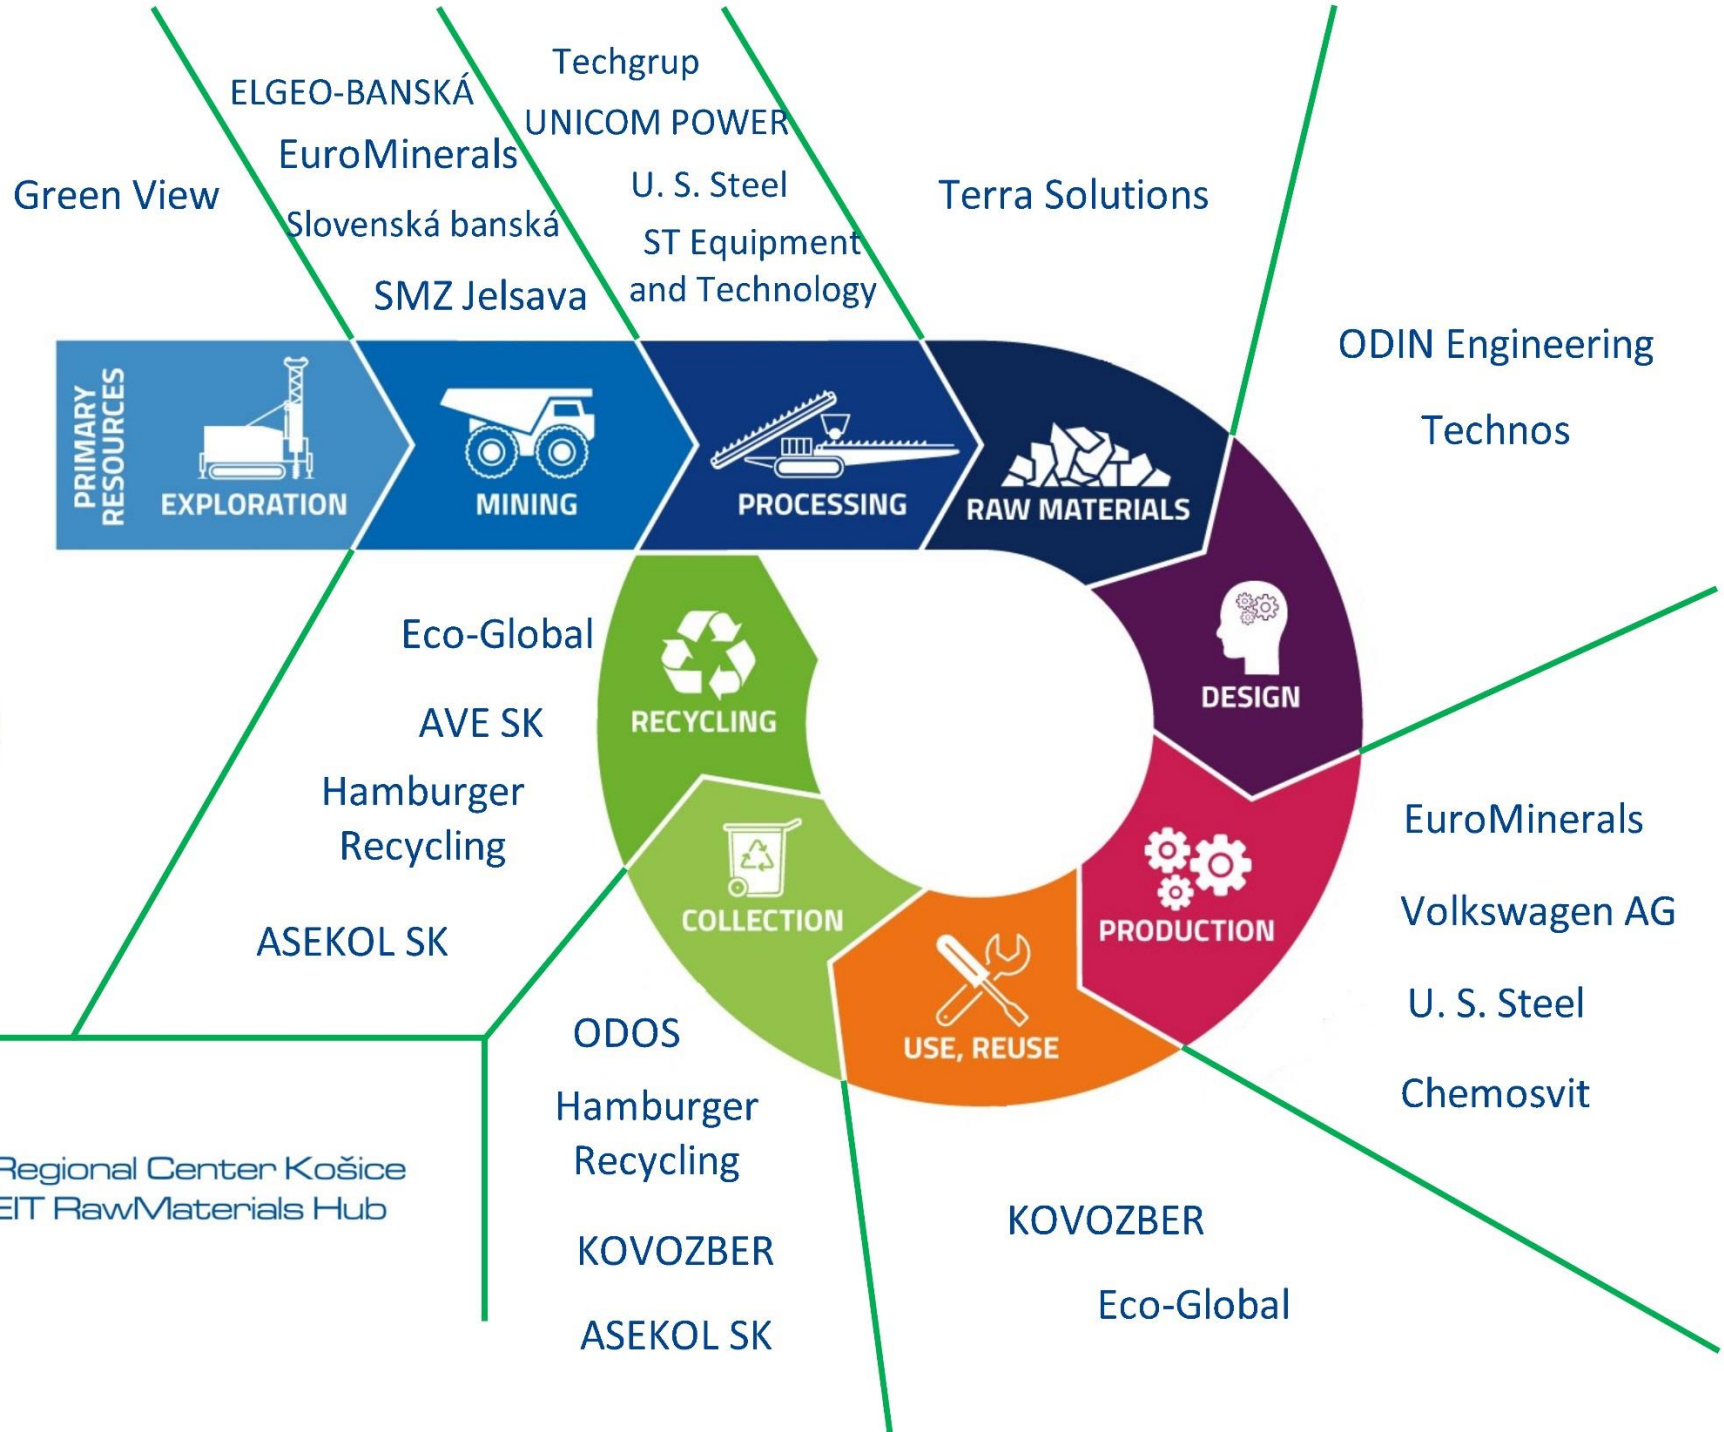 Techgrup
ELGEO-BANSKÁ
UNICOM POWER
EuroMinerals
Green View
U. S. Steel
Terra Solutions
Slovenská banská
ST Equipment
and Technology
SMZ Jelsava
ODIN Engineering
Technos
PRIMARY
RESOURCES
EXPLORATION
MINING
PROCESSING
RAW MATERIALS
DESIGN
PRODUCTION
USE, REUSE
COLLECTION
RECYCLING
Eco-Global
AVE SK
Hamburger
Recycling
ASEKOL SK
EuroMinerals
Volkswagen AG
U. S. Steel
Chemosvit
ODOS
Hamburger
Recycling
KOVOZBER
ASEKOL SK
KOVOZBER
Eco-Global
Regional Center Košice
EIT RawMaterials Hub